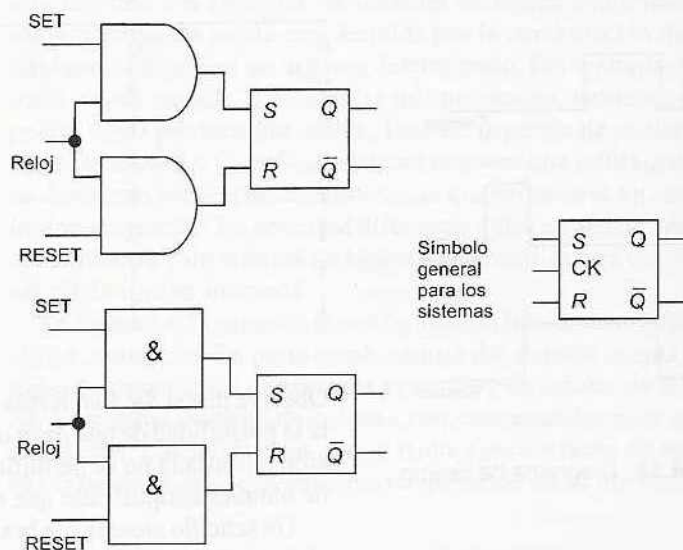 SET
S Q
Reloj
R Q̅
RESET
SET
&
S Q
Reloj
R Q̅
&
RESET
Símbolo
general
para los
sistemas
S Q
CK
R Q̅